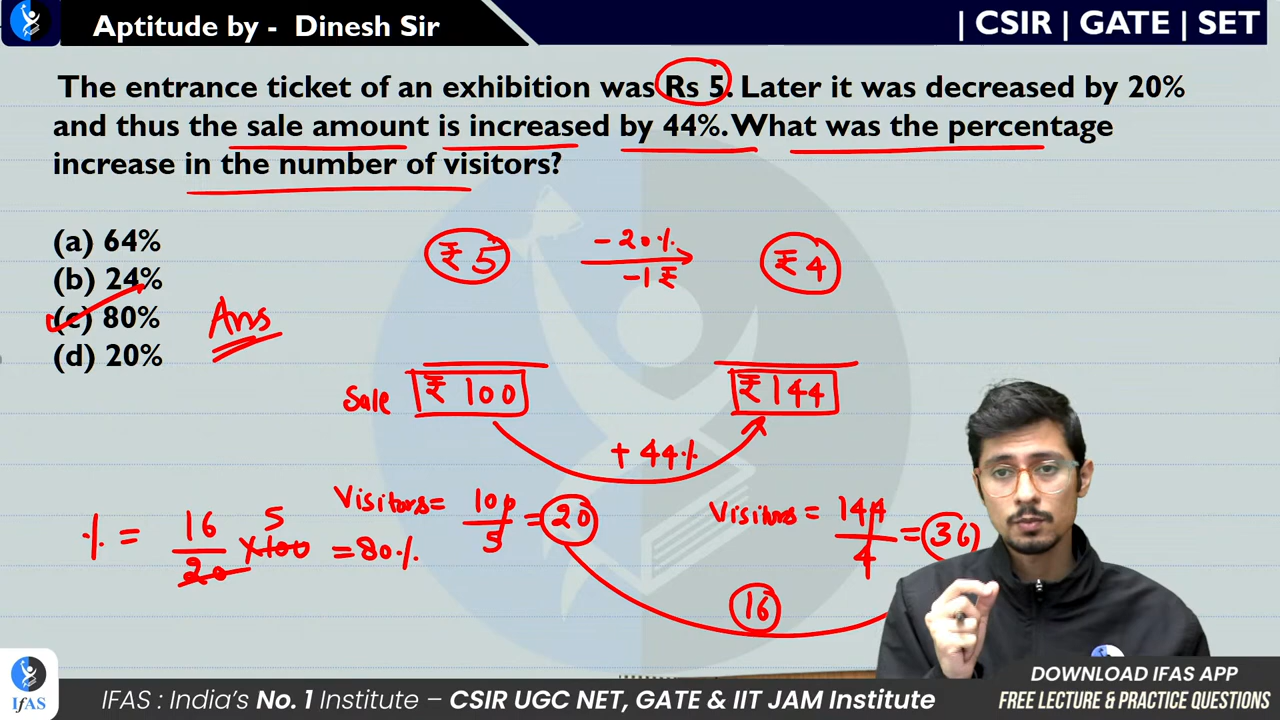 Aptitude by - Dinesh Sir
| CSIR | GATE | SET
The entrance ticket of an exhibition was Rs 5. Later it was decreased by 20%
and thus the sale amount is increased by 44%. What was the percentage
increase in the number of visitors?
(a) 64%
(b) 24%
(c) 80%
(d) 20%
Ans
₹ 5
-20%
-1₹
₹ 4
Sale ₹ 100
₹ 144
+ 44%
Visitors = 100/5 = 20
Visitors = 144/4 = 36
16
% = 16/20 × 100 5 = 80%
IfAS
IFAS : India's No. 1 Institute – CSIR UGC NET, GATE & IIT JAM Institute
DOWNLOAD IFAS APP
FREE LECTURE & PRACTICE QUESTIONS